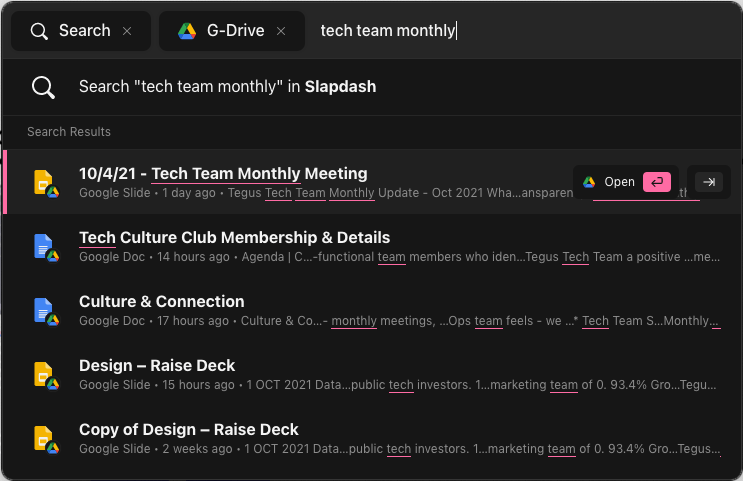 Search × G-Drive × tech team monthly
Search "tech team monthly" in Slapdash
Search Results
10/4/21 - Tech Team Monthly Meeting
Google Slide • 1 day ago • Tegus Tech Team Monthly Update - Oct 2021 Wha...ansparen
Open
Tech Culture Club Membership & Details
Google Doc • 14 hours ago • Agenda | C...-functional team members who iden...Tegus Tech Team a positive ...me...
Culture & Connection
Google Doc • 17 hours ago • Culture & Co...- monthly meetings, ...Ops team feels - we ...* Tech Team S...Monthly...
Design – Raise Deck
Google Slide • 15 hours ago • 1 OCT 2021 Data...public tech investors. 1...marketing team of 0. 93.4% Gro...Tegu...
Copy of Design – Raise Deck
Google Slide • 2 weeks ago • 1 OCT 2021 Data...public tech investors. 1...marketing team of 0. 93.4% Gro...Tegus...